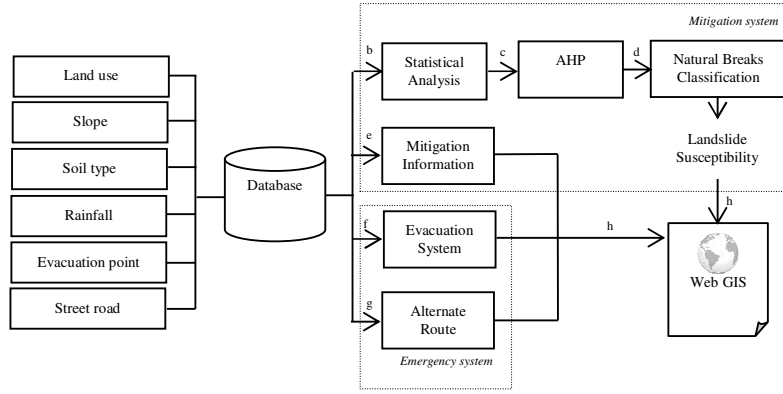 Mitigation system
Land use
Slope
Soil type
Rainfall
Evacuation point
Street road
Database
b
Statistical
Analysis
c
AHP
d
Natural Breaks
Classification
Landslide
Susceptibility
h
e
Mitigation
Information
f
Evacuation
System
h
g
Alternate
Route
Emergency system
Web GIS